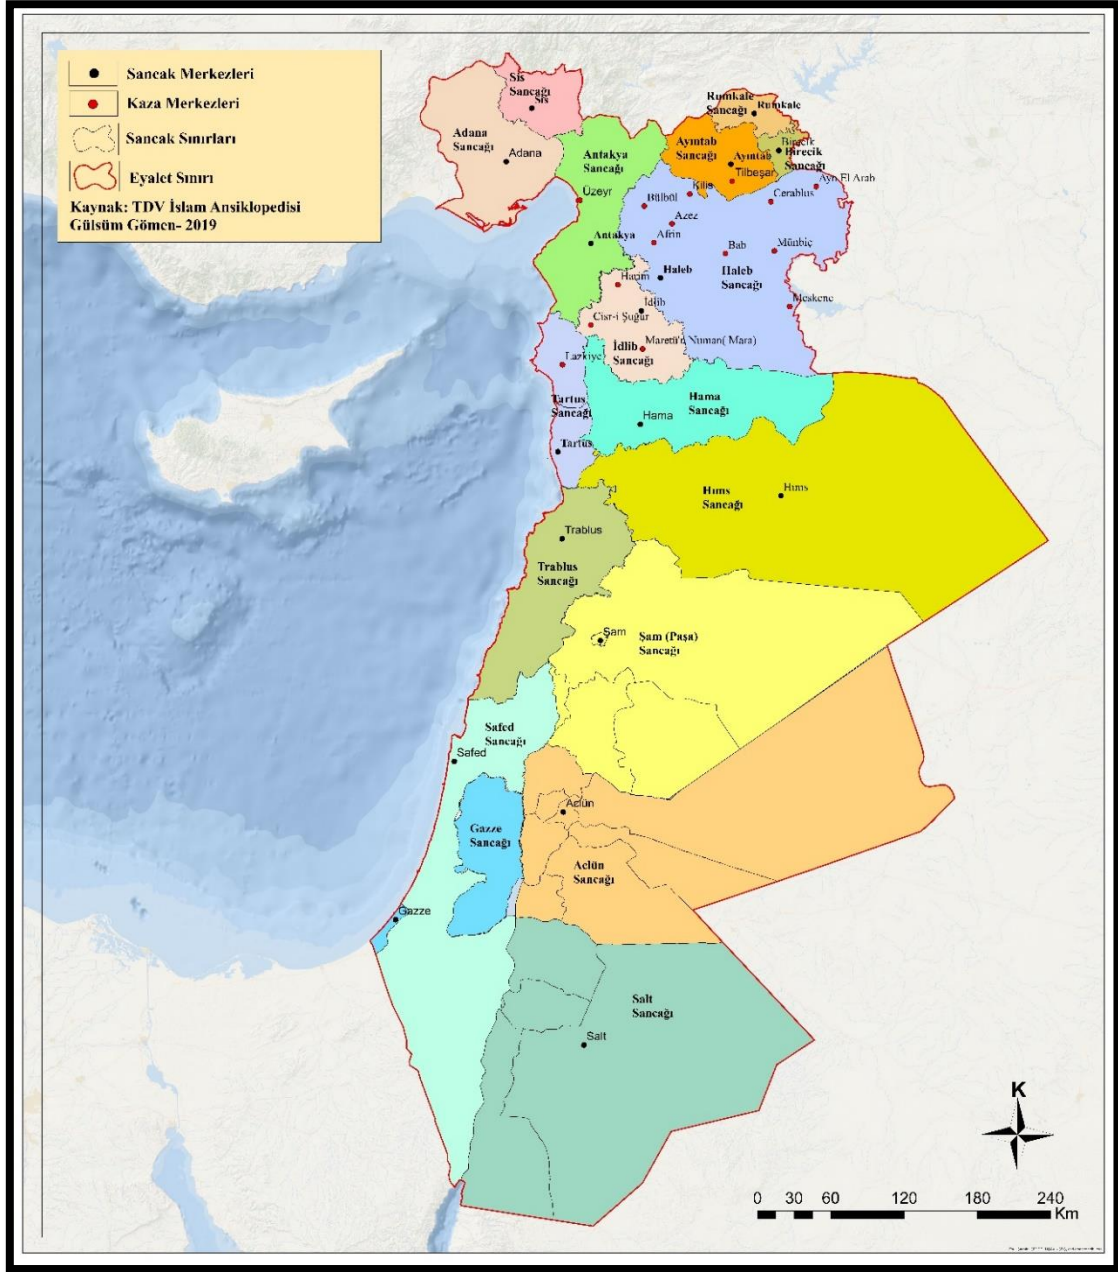 Sancak Merkezleri
Kaza Merkezleri
Sancak Sınırları
Eyalet Sınırı
Kaynak: TDV İslam Ansiklopedisi
Gülsüm Gömen- 2019
Sis
Sancağı
Sis
Adana
Sancağı
Adana
Rumkale
Sancağı
Rumkale
Antakya
Sancağı
Ayıntab
Sancağı
Ayıntab
Birecik
Birecik
Sancağı
Tilbeşar
Üzeyr
Bülbül
Kilis
Cerablus
Ayn El Arab
Azez
Antakya
Afrin
Bab
Münbiç
Haleb
Haleb
Sancağı
Harim
Meskene
İdlib
Cisr-i Şuğur
İdlib
Sancağı
Maretü'n Numan( Mara)
Lazkiye
Tartus
Sancağı
Hama
Sancağı
Hama
Tartus
Hıms
Sancağı
Hıms
Trablus
Trablus
Sancağı
Şam
Şam (Paşa)
Sancağı
Safed
Sancağı
Safed
Aclün
Gazze
Sancağı
Aclün
Sancağı
Gazze
Salt
Sancağı
Salt
K
0 30 60 120 180 240
Km